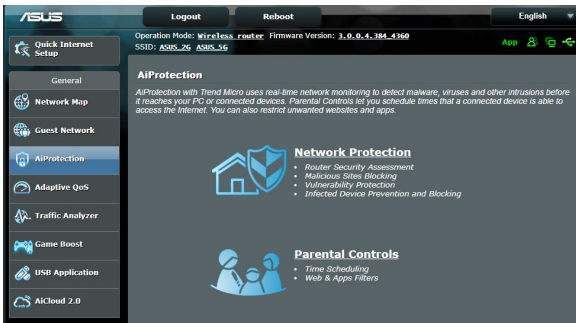 ASUS
Logout
Reboot
English
Quick Internet
Setup
Operation Mode: Wireless router Firmware Version: 3.0.0.4.384_4360
SSID: ASUS_2G ASUS_5G
App
General
Network Map
Guest Network
AiProtection
Adaptive QoS
Traffic Analyzer
Game Boost
USB Application
AiCloud 2.0
AiProtection
AiProtection with Trend Micro uses real-time network monitoring to detect malware, viruses and other intrusions before
it reaches your PC or connected devices. Parental Controls let you schedule times that a connected device is able to
access the Internet. You can also restrict unwanted websites and apps.
Network Protection
• Router Security Assessment
• Malicious Sites Blocking
• Vulnerability Protection
• Infected Device Prevention and Blocking
Parental Controls
• Time Scheduling
• Web & Apps Filters